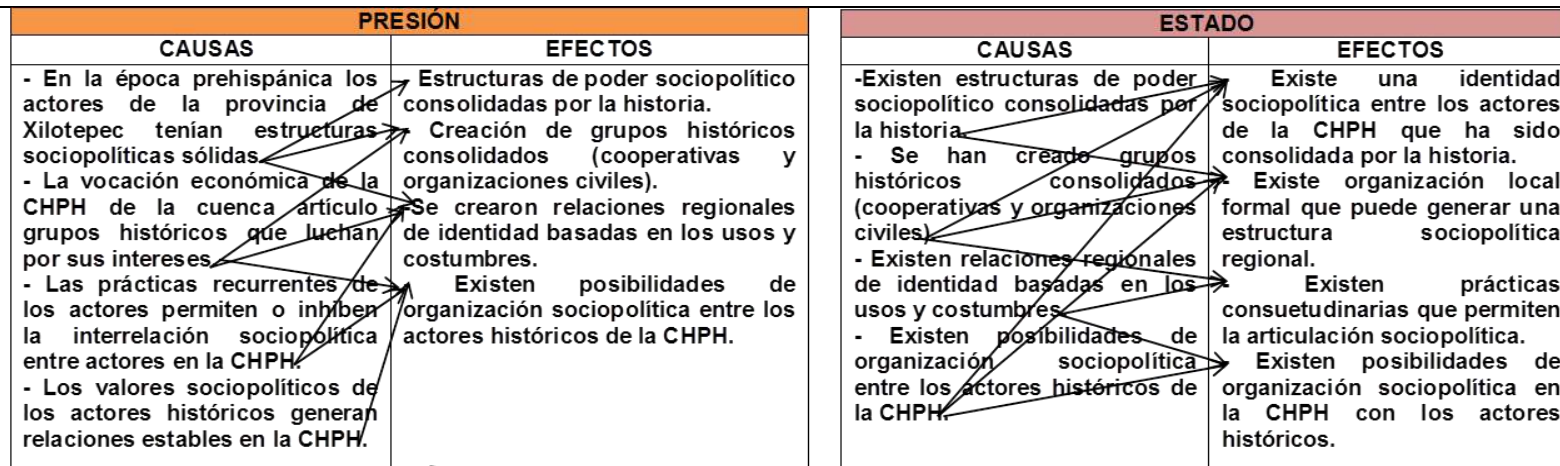 PRESIÓN
CAUSAS
- En la época prehispánica los
actores de la provincia de
Xilotepec tenían estructuras
sociopolíticas sólidas.
- La vocación económica de la
CHPH de la cuenca artículo
grupos históricos que luchan
por sus intereses.
- Las prácticas recurrentes de
los actores permiten o inhiben
la interrelación sociopolítica
entre actores en la CHPH.
- Los valores sociopolíticos de
los actores históricos generan
relaciones estables en la CHPH.
EFECTOS
Estructuras de poder sociopolítico
consolidadas por la historia.
- Creación de grupos históricos
consolidados (cooperativas y
organizaciones civiles).
-Se crearon relaciones regionales
de identidad basadas en los usos y
costumbres.
- Existen posibilidades de
organización sociopolítica entre los
actores históricos de la CHPH.
ESTADO
CAUSAS
-Existen estructuras de poder
sociopolítico consolidadas por
la historia.
- Se han creado grupos
históricos consolidados
(cooperativas y organizaciones
civiles)
- Existen relaciones regionales
de identidad basadas en los
usos y costumbres.
- Existen posibilidades de
organización sociopolítica
entre los actores históricos de
la CHPH.
EFECTOS
Existe una identidad
sociopolítica entre los actores
de la CHPH que ha sido
consolidada por la historia.
- Existe organización local
formal que puede generar una
estructura sociopolítica
regional.
- Existen prácticas
consuetudinarias que permiten
la articulación sociopolítica.
Existen posibilidades de
organización sociopolítica en
la CHPH con los actores
históricos.